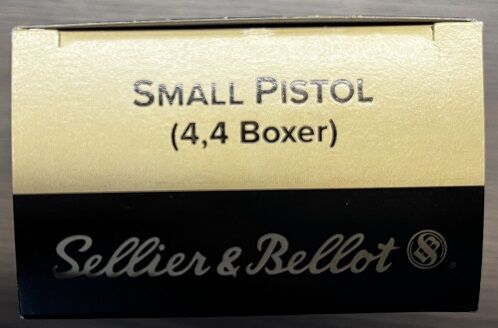 SMALL PISTOL
(4,4 Boxer)
Sellier & Bellot